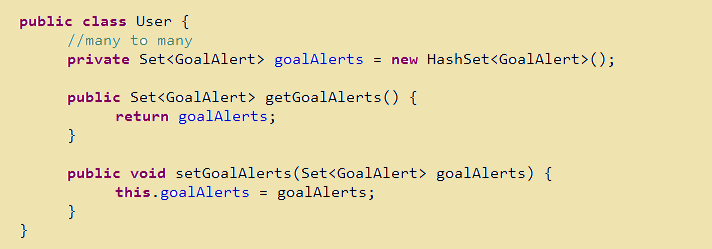 public class User {
//many to many
private Set<GoalAlert> goalAlerts = new HashSet<GoalAlert>();
public Set<GoalAlert> getGoalAlerts() {
return goalAlerts;
}
public void setGoalAlerts(Set<GoalAlert> goalAlerts) {
this.goalAlerts = goalAlerts;
}
}